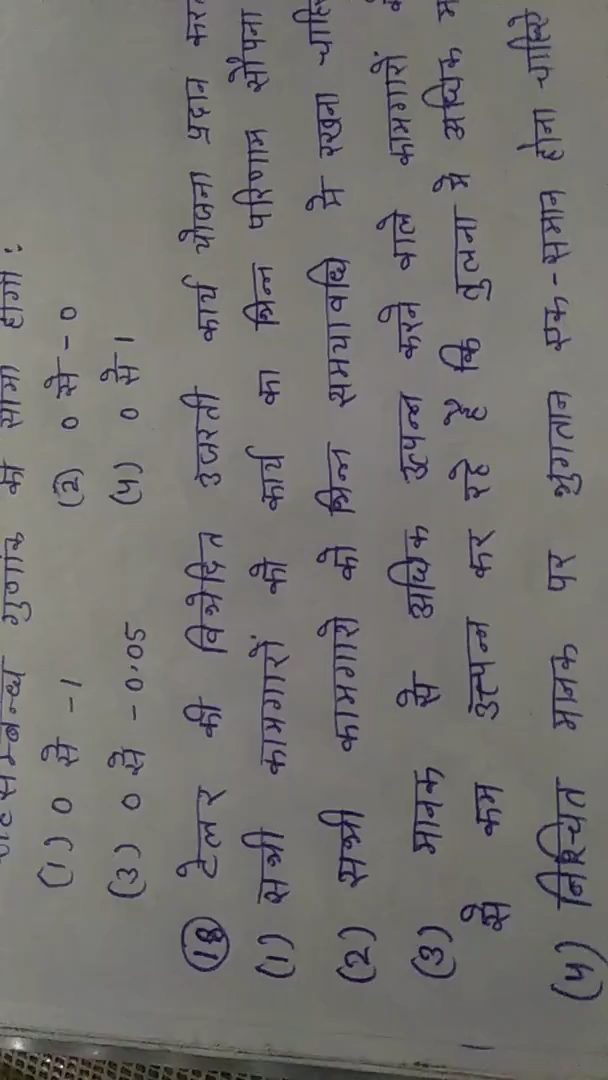 सहसम्बन्ध गुणांक की सीमा होगी :
(1) 0 से -1 (2) 0 से -0
(3) 0 से -0.05 (4) 0 से 1
(18) टेलर की विभेदित उजरती कार्य योजना प्रदान
(1) सभी कामगारों को कार्य का भिन्न परिणाम सौंपना
(2) सभी कामगारो को भिन्न समयावधि मे रखना
(3) मानक से अधिक उत्पन्न करने वाले कामगारों
से कम उत्पन्न कर रहे है कि तुलना मे अधिक
(4) निश्चित मानक पर भुगतान एक-समान होना चाहिये